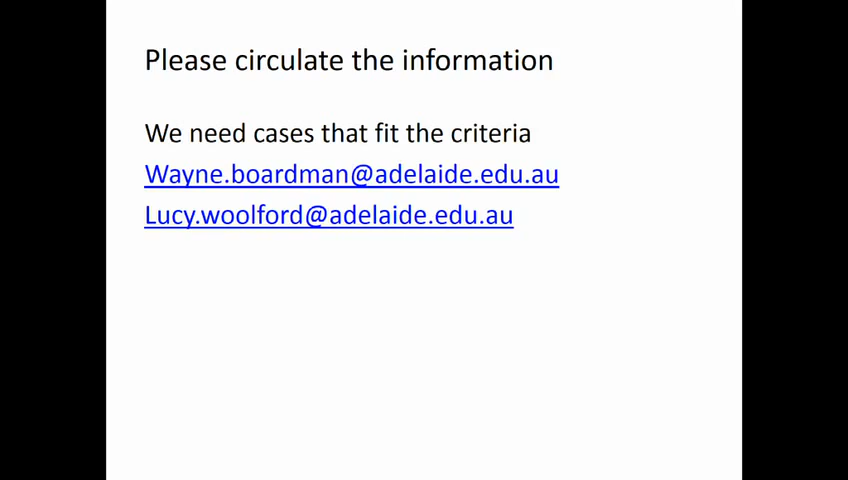 Please circulate the information
We need cases that fit the criteria
Wayne.boardman@adelaide.edu.au
Lucy.woolford@adelaide.edu.au